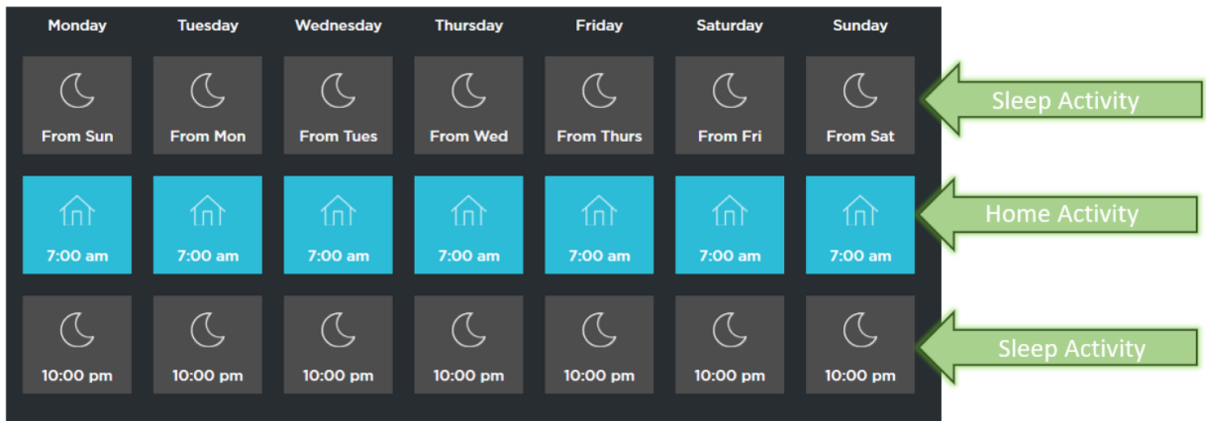 Monday Tuesday Wednesday Thursday Friday Saturday Sunday
From Sun From Mon From Tues From Wed From Thurs From Fri From Sat
Sleep Activity
7:00 am 7:00 am 7:00 am 7:00 am 7:00 am 7:00 am 7:00 am
Home Activity
10:00 pm 10:00 pm 10:00 pm 10:00 pm 10:00 pm 10:00 pm 10:00 pm
Sleep Activity